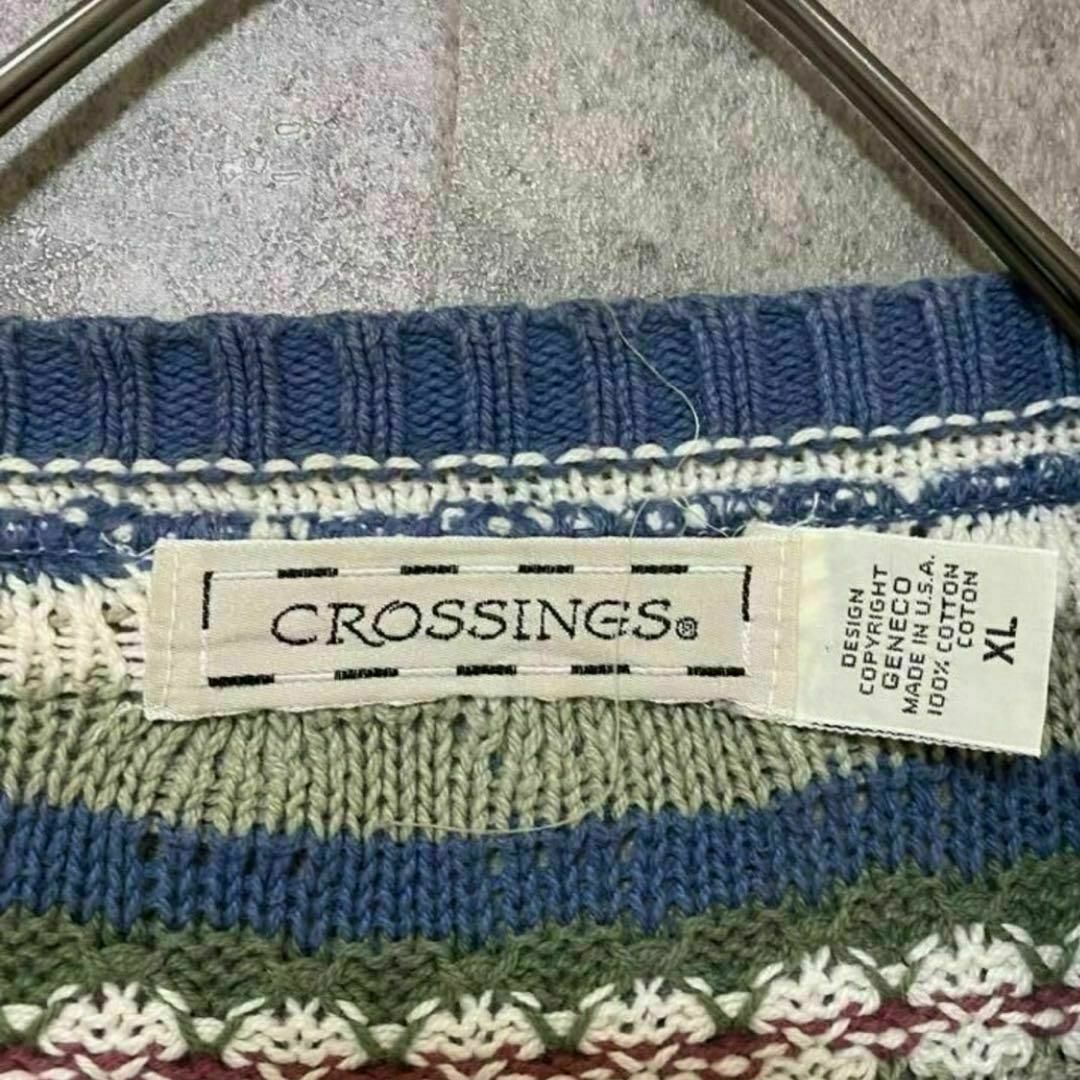 CROSSINGS®
DESIGN
COPYRIGHT
GENECO
MADE IN U.S.A.
100% COTTON
COTON
XL